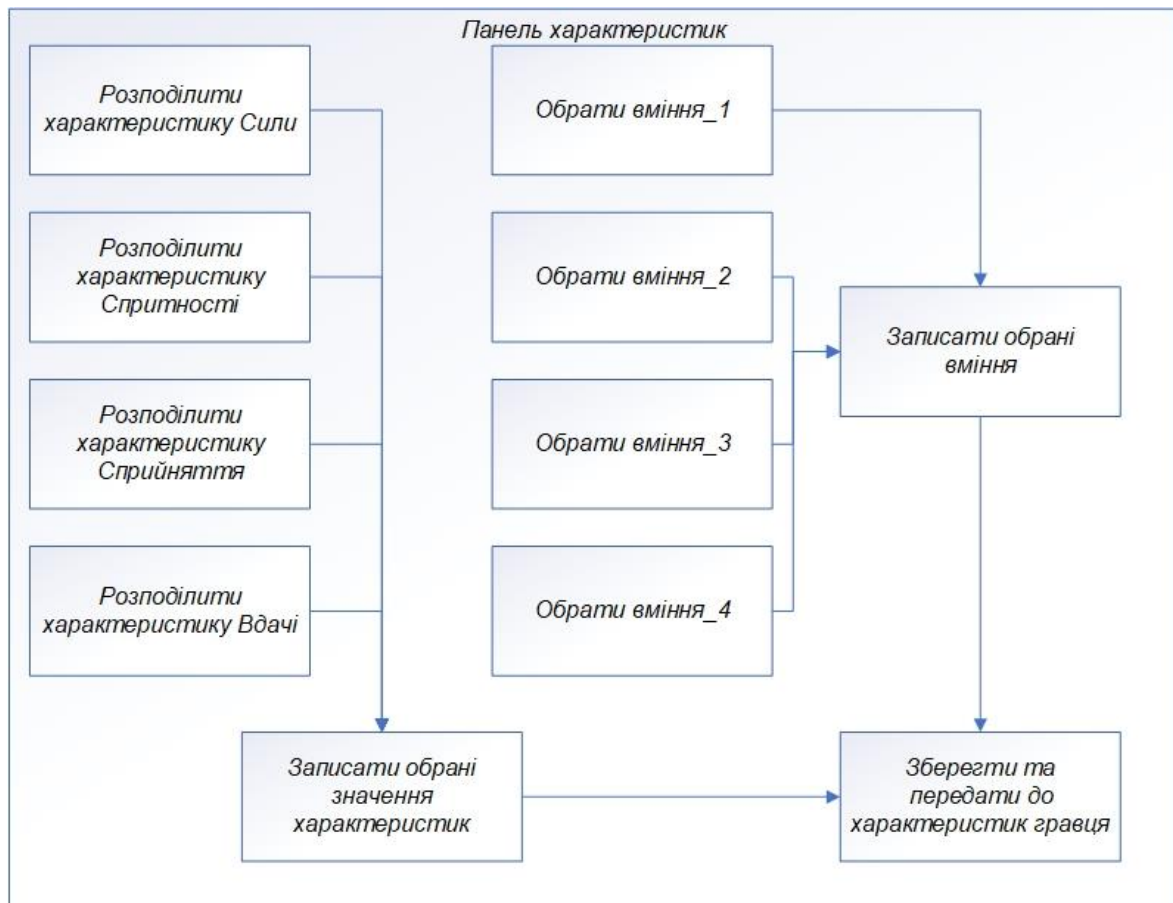 Панель характеристик
Розподілити
характеристику Сили
Розподілити
характеристику
Спритності
Розподілити
характеристику
Сприйняття
Розподілити
характеристику Вдачі
Обрати вміння_1
Обрати вміння_2
Обрати вміння_3
Обрати вміння_4
Записати обрані
вміння
Записати обрані
значення
характеристик
Зберегти та
передати до
характеристик гравця